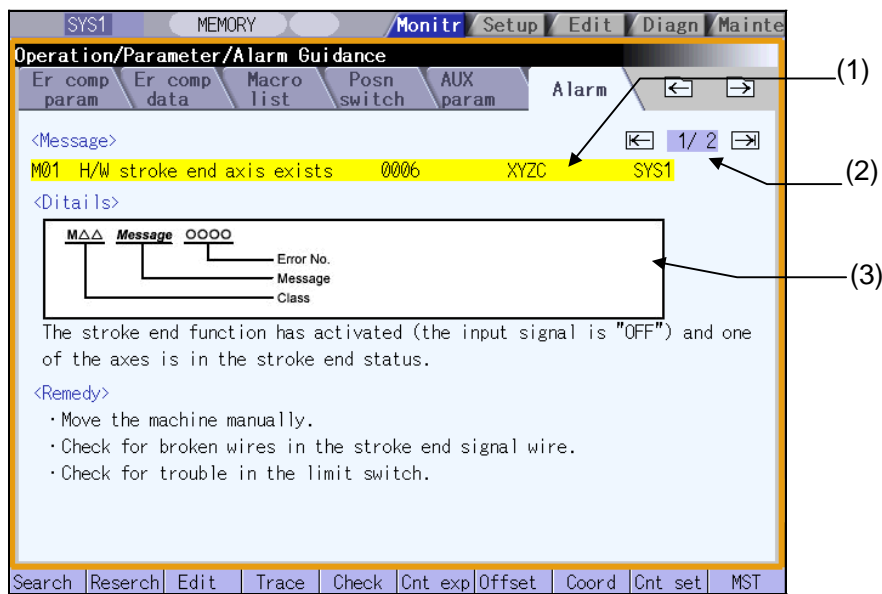 SYS1 MEMORY Monitr Setup Edit Diagn Mainte
Operation/Parameter/Alarm Guidance
Er comp param Er comp data Macro list Posn switch AUX param Alarm
(1)
<Message> 1/ 2
M01 H/W stroke end axis exists 0006 XYZC SYS1
(2)
<Ditails>
M△△ Message ○○○○
Error No.
Message
Class
(3)
The stroke end function has activated (the input signal is "OFF") and one
of the axes is in the stroke end status.
<Remedy>
・Move the machine manually.
・Check for broken wires in the stroke end signal wire.
・Check for trouble in the limit switch.
Search Reserch Edit Trace Check Cnt exp Offset Coord Cnt set MST